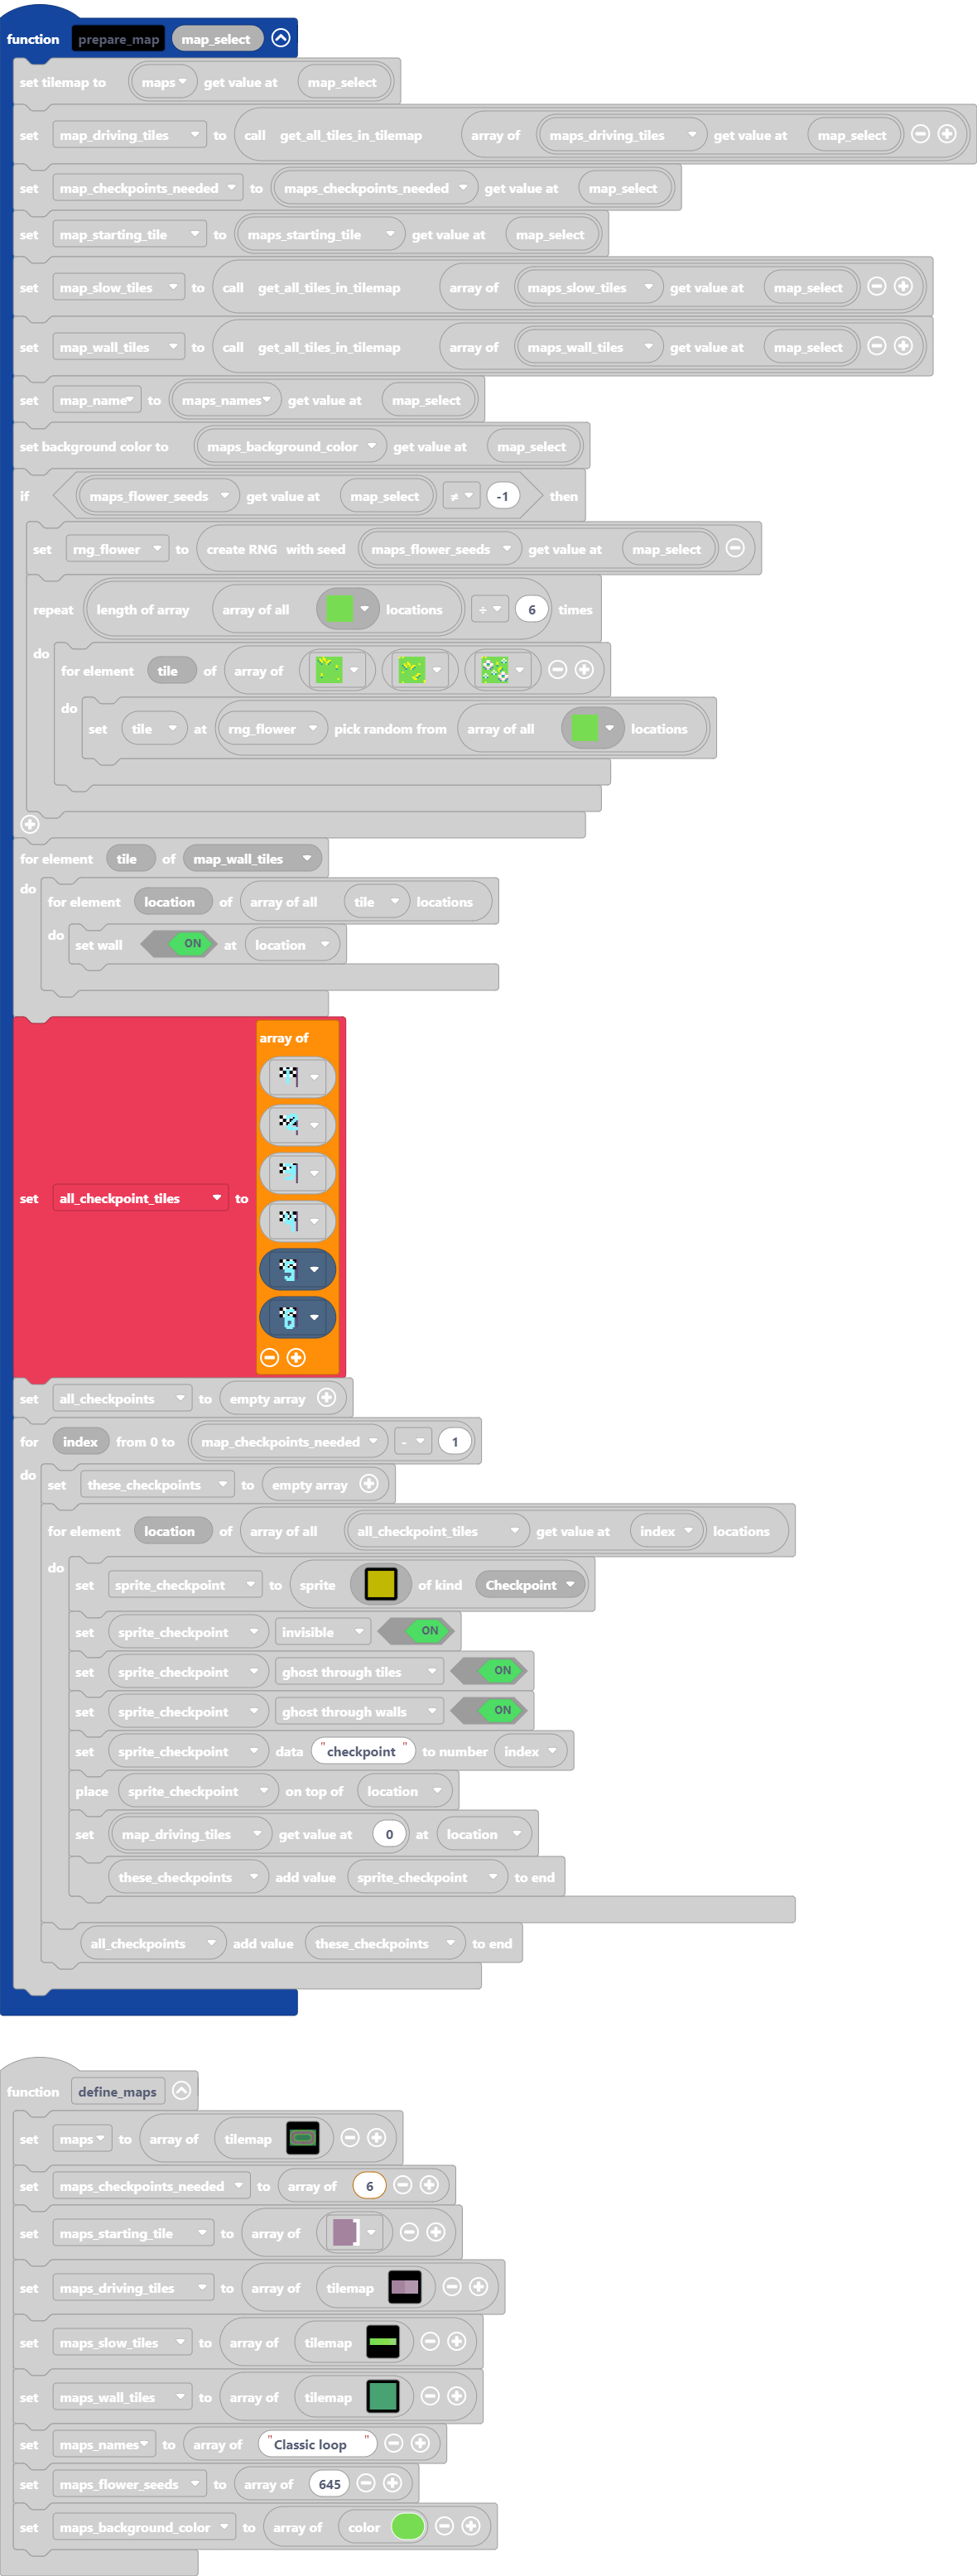 function prepare_map map_select
set tilemap to maps get value at map_select
set map_driving_tiles to call get_all_tiles_in_tilemap array of maps_driving_tiles get value at map_select
set map_checkpoints_needed to maps_checkpoints_needed get value at map_select
set map_starting_tile to maps_starting_tile get value at map_select
set map_slow_tiles to call get_all_tiles_in_tilemap array of maps_slow_tiles get value at map_select
set map_wall_tiles to call get_all_tiles_in_tilemap array of maps_wall_tiles get value at map_select
set map_name to maps_names get value at map_select
set background color to maps_background_color get value at map_select
if maps_flower_seeds get value at map_select ≠ -1 then
set rng_flower to create RNG with seed maps_flower_seeds get value at map_select
repeat length of array array of all locations ÷ 6 times
do
for element tile of array of
do
set tile at rng_flower pick random from array of all locations
for element tile of map_wall_tiles
do
for element location of array of all tile locations
do
set wall ON at location
array of
set all_checkpoint_tiles to
set all_checkpoints to empty array
for index from 0 to map_checkpoints_needed - 1
do
set these_checkpoints to empty array
for element location of array of all all_checkpoint_tiles get value at index locations
do
set sprite_checkpoint to sprite of kind Checkpoint
set sprite_checkpoint invisible ON
set sprite_checkpoint ghost through tiles ON
set sprite_checkpoint ghost through walls ON
set sprite_checkpoint data "checkpoint" to number index
place sprite_checkpoint on top of location
set map_driving_tiles get value at 0 at location
these_checkpoints add value sprite_checkpoint to end
all_checkpoints add value these_checkpoints to end
function define_maps
set maps to array of tilemap
set maps_checkpoints_needed to array of 6
set maps_starting_tile to array of
set maps_driving_tiles to array of tilemap
set maps_slow_tiles to array of tilemap
set maps_wall_tiles to array of tilemap
set maps_names to array of "Classic loop"
set maps_flower_seeds to array of 645
set maps_background_color to array of color